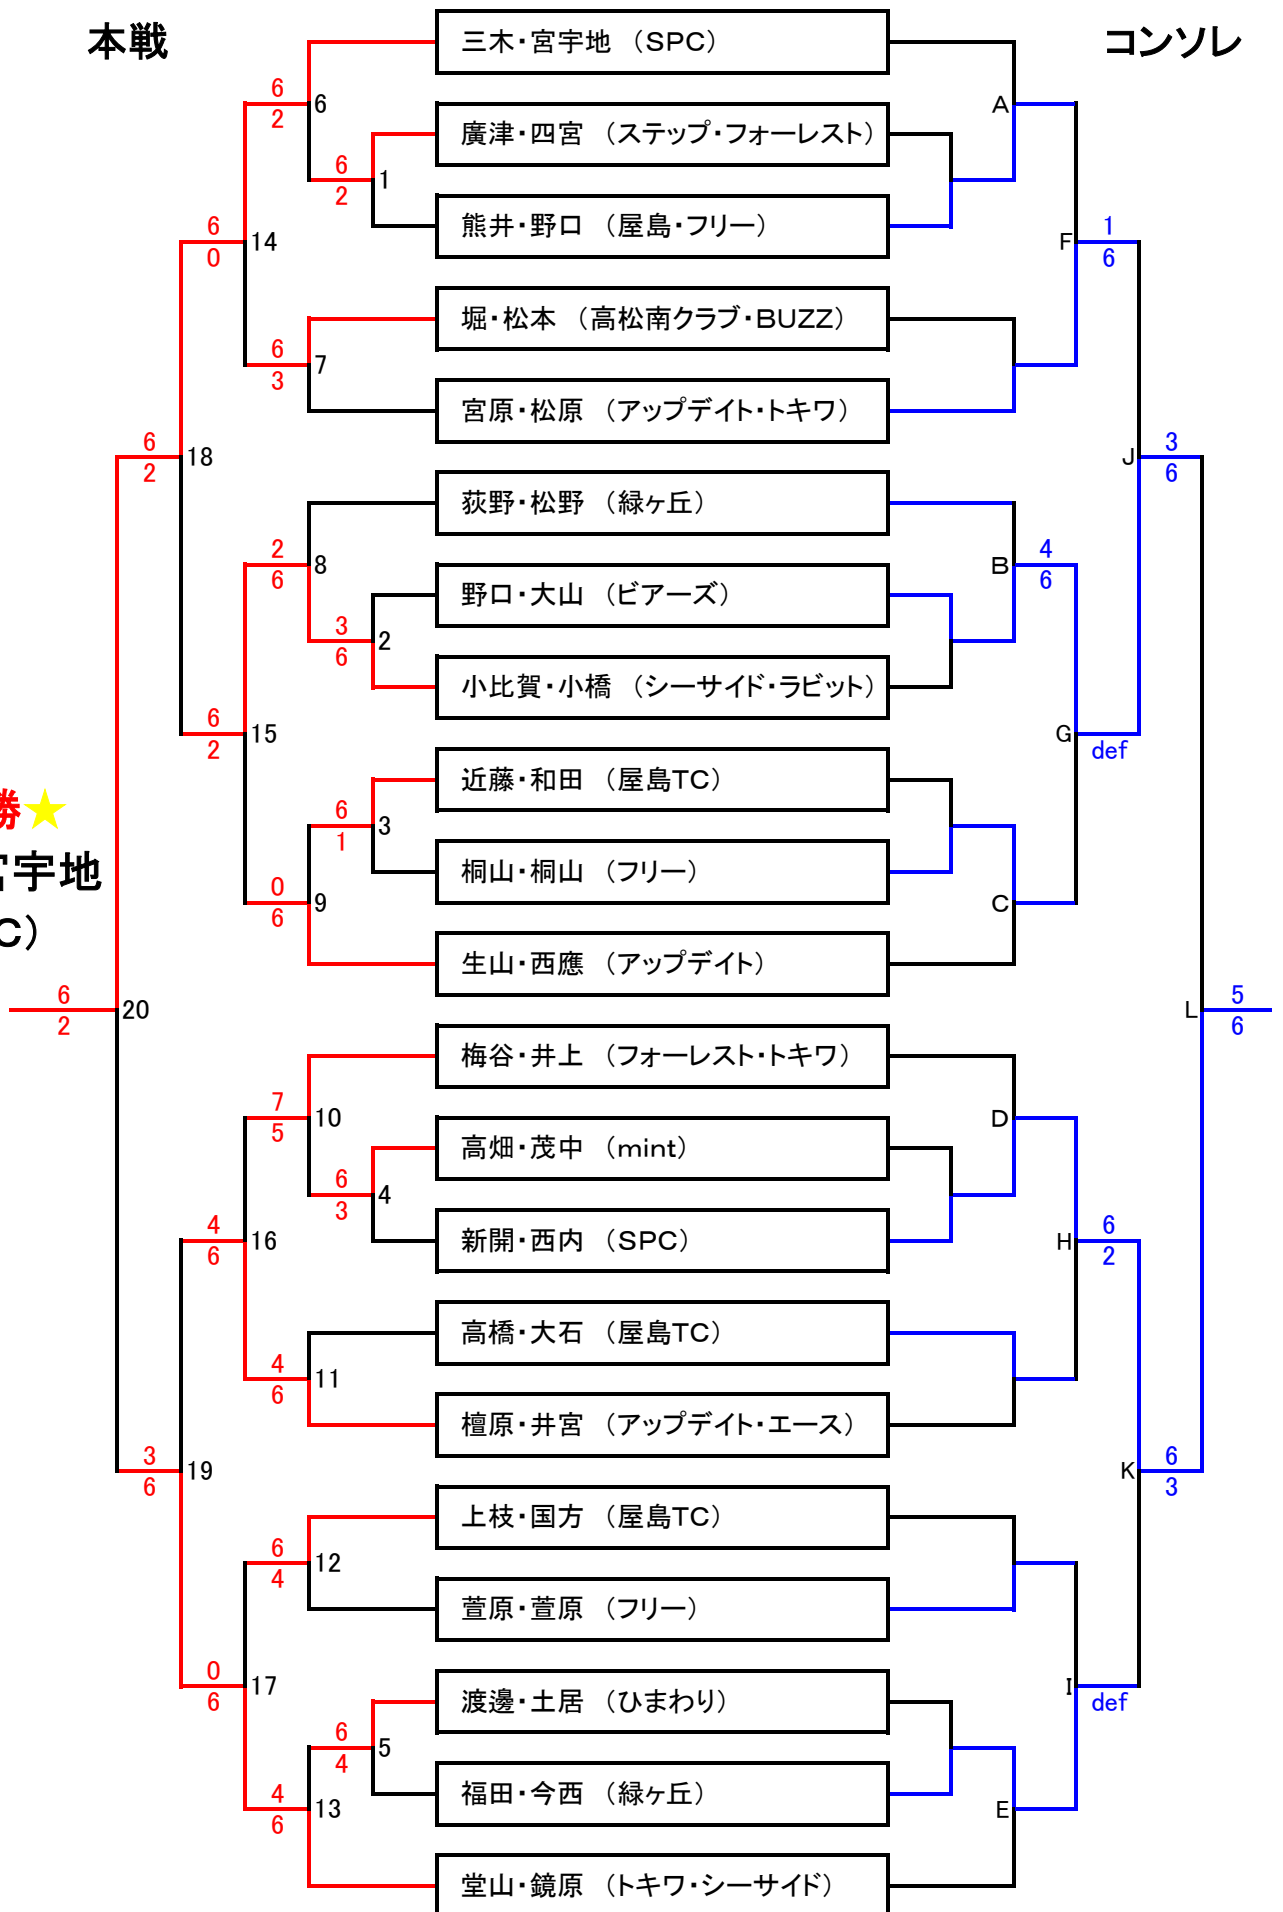 本戦
コンソレ
三木・宮宇地 （SPC）
6
2
6
A
廣津・四宮 （ステップ・フォーレスト）
6
2
1
熊井・野口 （屋島・フリー）
6
0
14
F
1
6
堀・松本 （高松南クラブ・BUZZ）
6
3
7
宮原・松原 （アップデイト・トキワ）
6
2
18
J
3
6
荻野・松野 （緑ヶ丘）
2
6
8
B
4
6
野口・大山 （ビアーズ）
3
6
2
小比賀・小橋 （シーサイド・ラビット）
6
2
15
G
def
近藤・和田 （屋島TC）
勝★
6
1
3
桐山・桐山 （フリー）
宮宇地
0
6
9
C
C）
生山・西應 （アップデイト）
6
2
20
L
5
6
梅谷・井上 （フォーレスト・トキワ）
7
5
10
D
高畑・茂中 （mint）
6
3
4
新開・西内 （SPC）
4
6
16
H
6
2
高橋・大石 （屋島TC）
4
6
11
檀原・井宮 （アップデイト・エース）
3
6
19
K
6
3
上枝・国方 （屋島TC）
6
4
12
萱原・萱原 （フリー）
0
6
17
I
def
渡邊・土居 （ひまわり）
6
4
5
福田・今西 （緑ヶ丘）
4
6
13
E
堂山・鏡原 （トキワ・シーサイド）